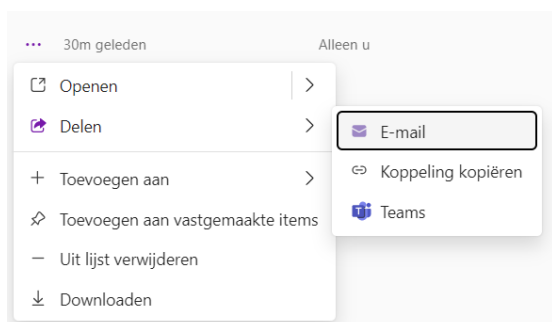 30m geleden Alleen u
Openen
Delen
Toevoegen aan
Toevoegen aan vastgemaakte items
Uit lijst verwijderen
Downloaden
E-mail
Koppeling kopiëren
Teams